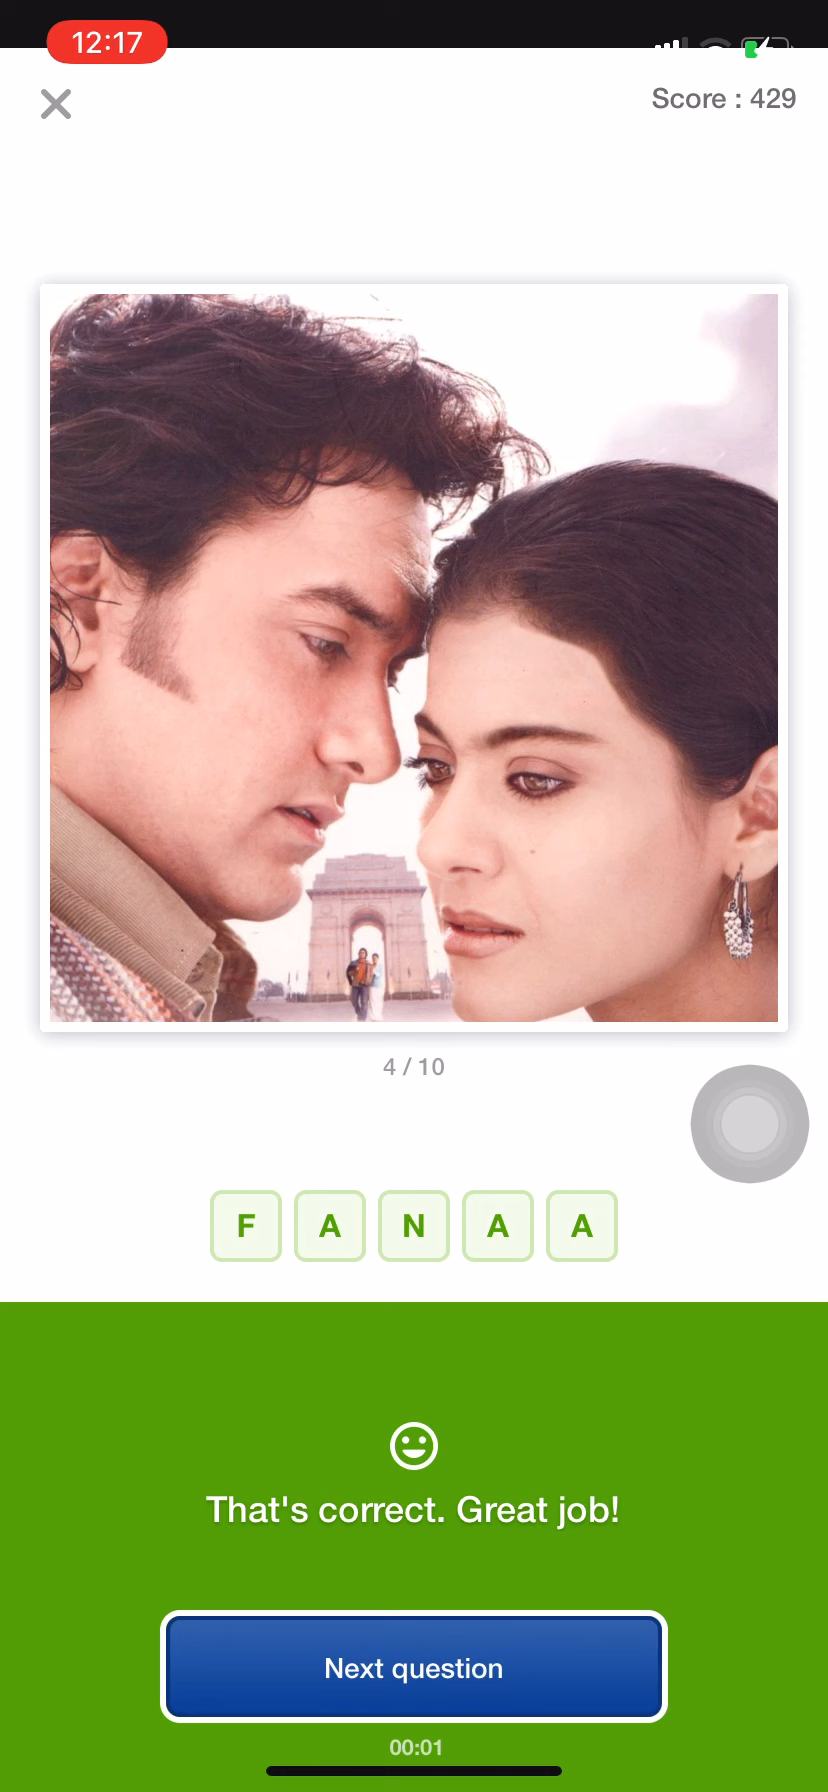 12:17
Score : 429
4 / 10
F A N A A
That's correct. Great job!
Next question
00:01